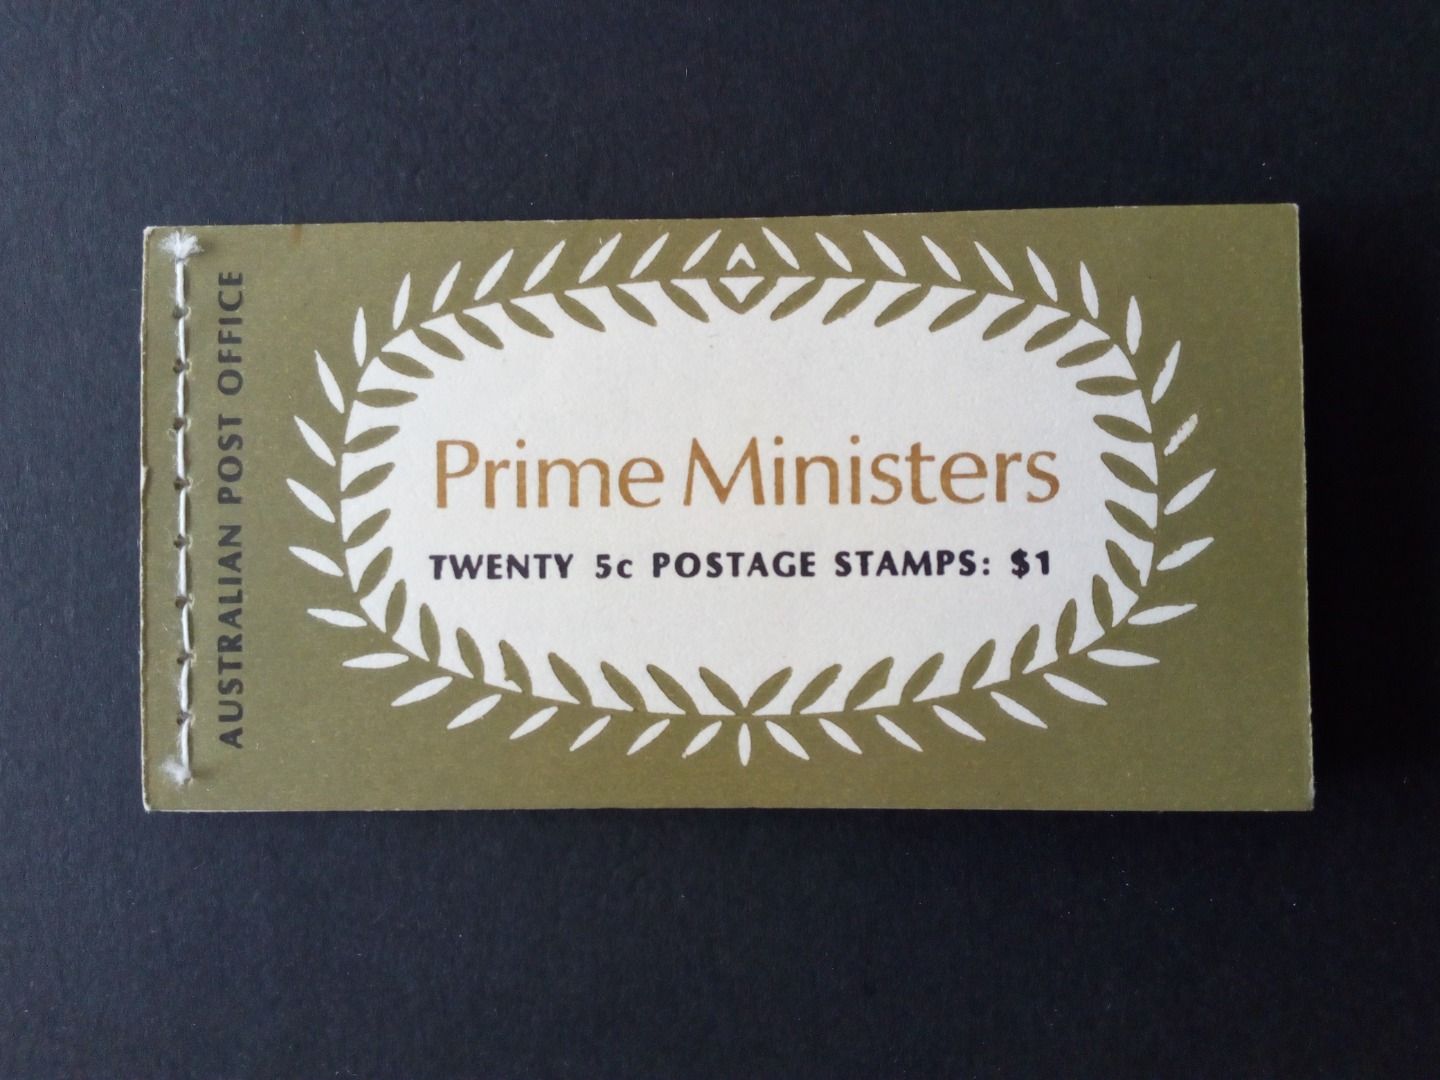 AUSTRALIAN POST OFFICE
Prime Ministers
TWENTY 5c POSTAGE STAMPS: $1